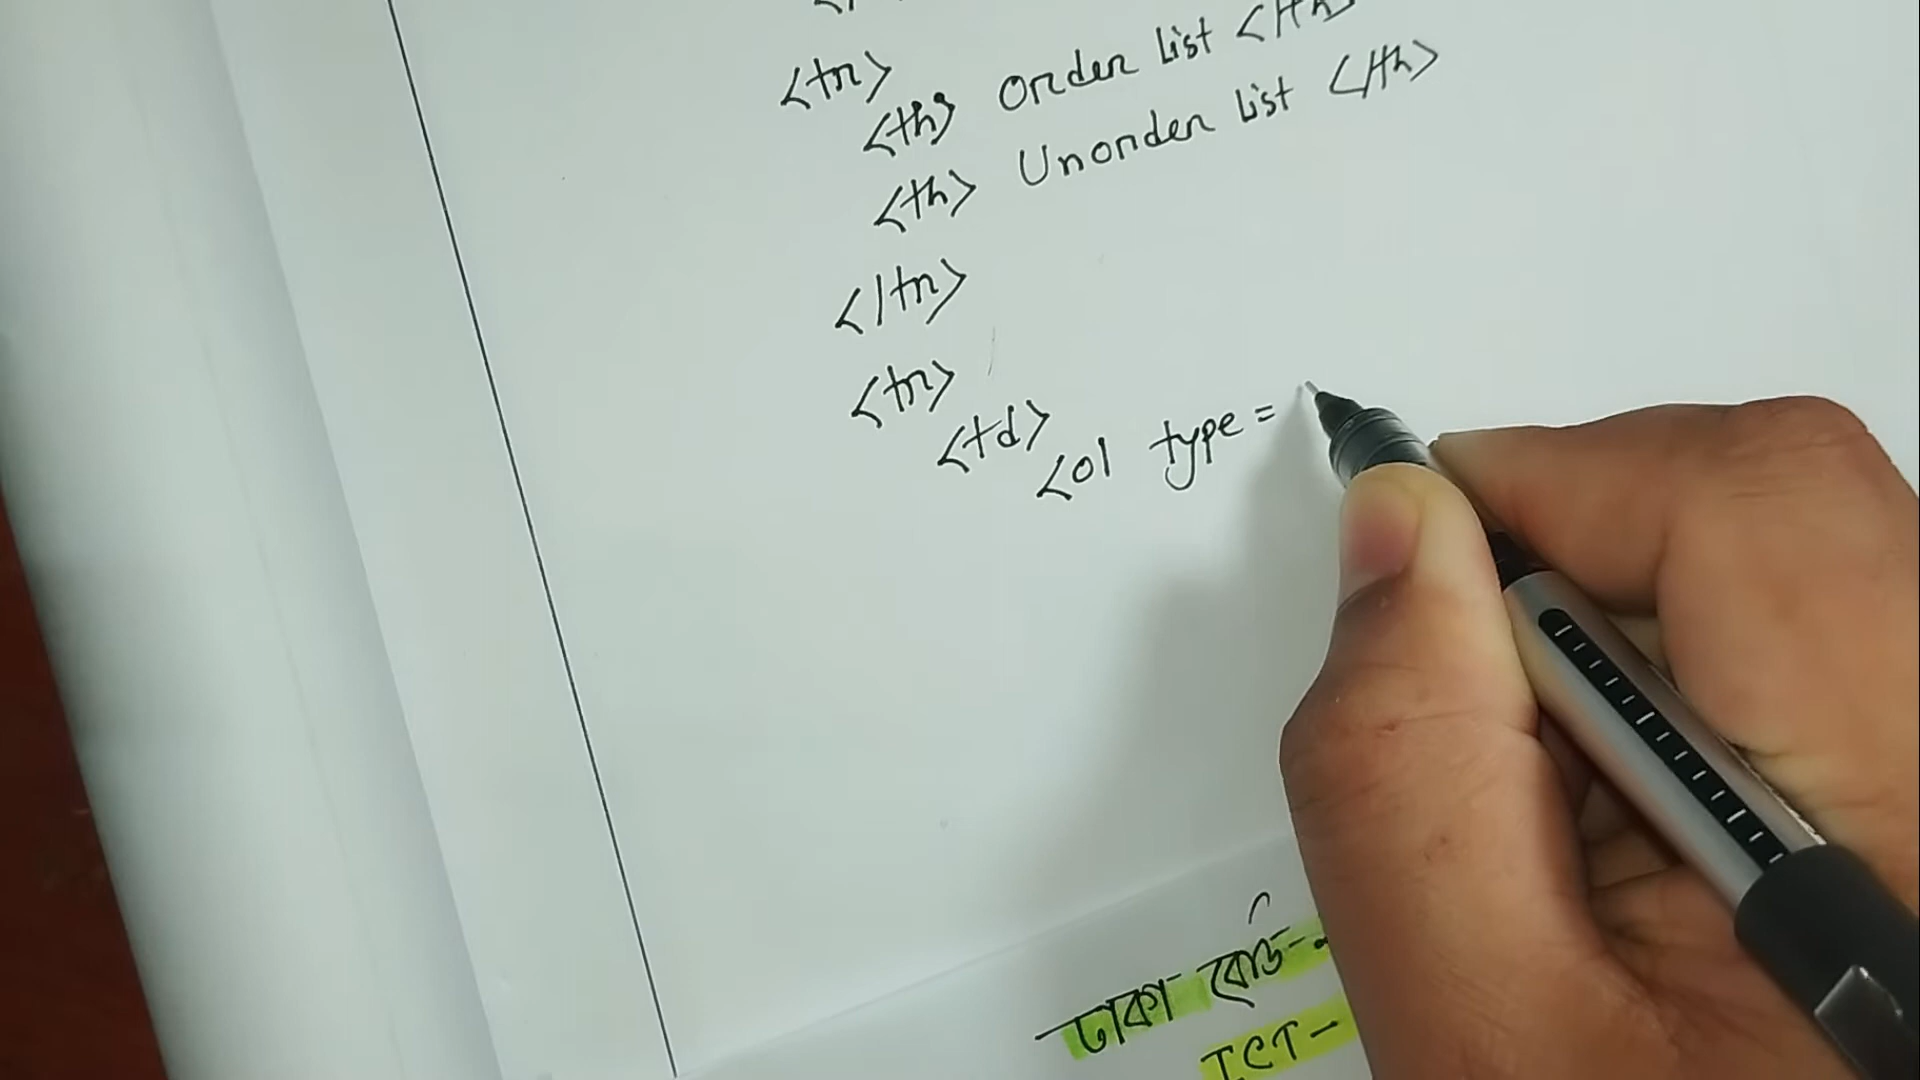 <tr>
<th> Order List </th>
<th> Unorder List </th>
</tr>
<tr>
<td>
<ol type =
ঢাকা বোর্ড-
ICT-